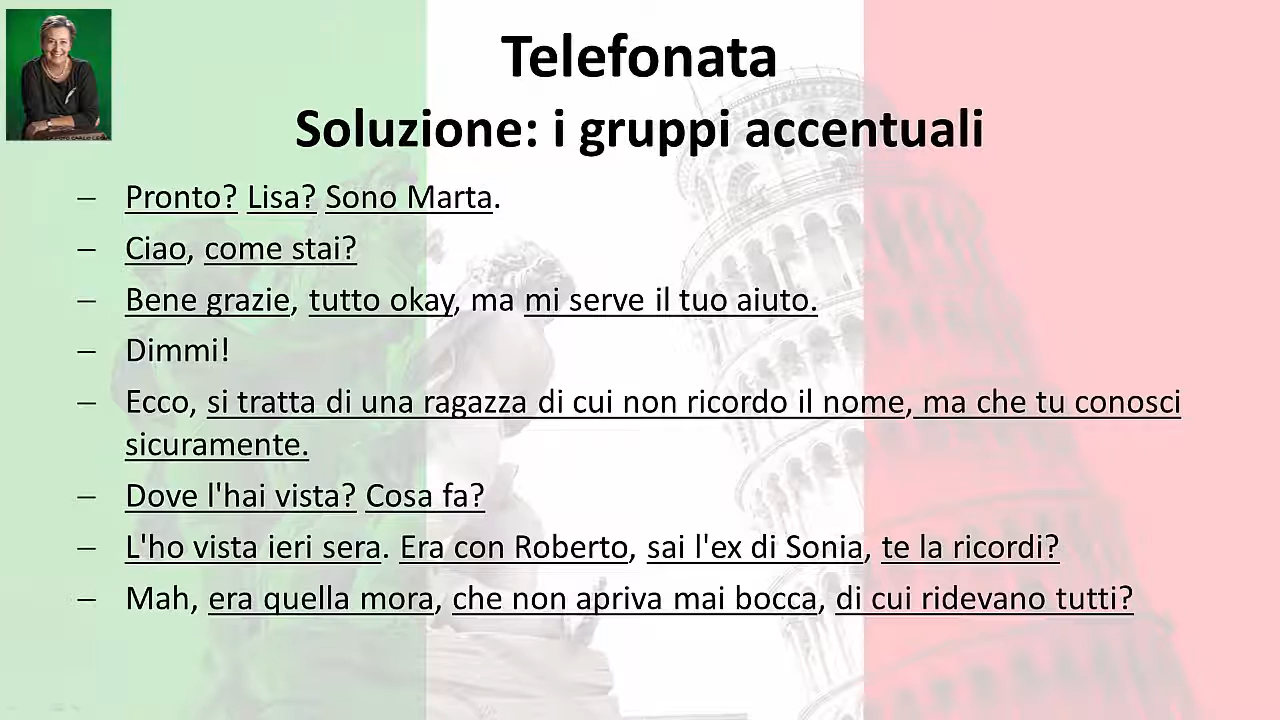 Telefonata
Soluzione: i gruppi accentuali
– Pronto? Lisa? Sono Marta.
– Ciao, come stai?
– Bene grazie, tutto okay, ma mi serve il tuo aiuto.
– Dimmi!
– Ecco, si tratta di una ragazza di cui non ricordo il nome, ma che tu conosci
sicuramente.
– Dove l'hai vista? Cosa fa?
– L'ho vista ieri sera. Era con Roberto, sai l'ex di Sonia, te la ricordi?
– Mah, era quella mora, che non apriva mai bocca, di cui ridevano tutti?